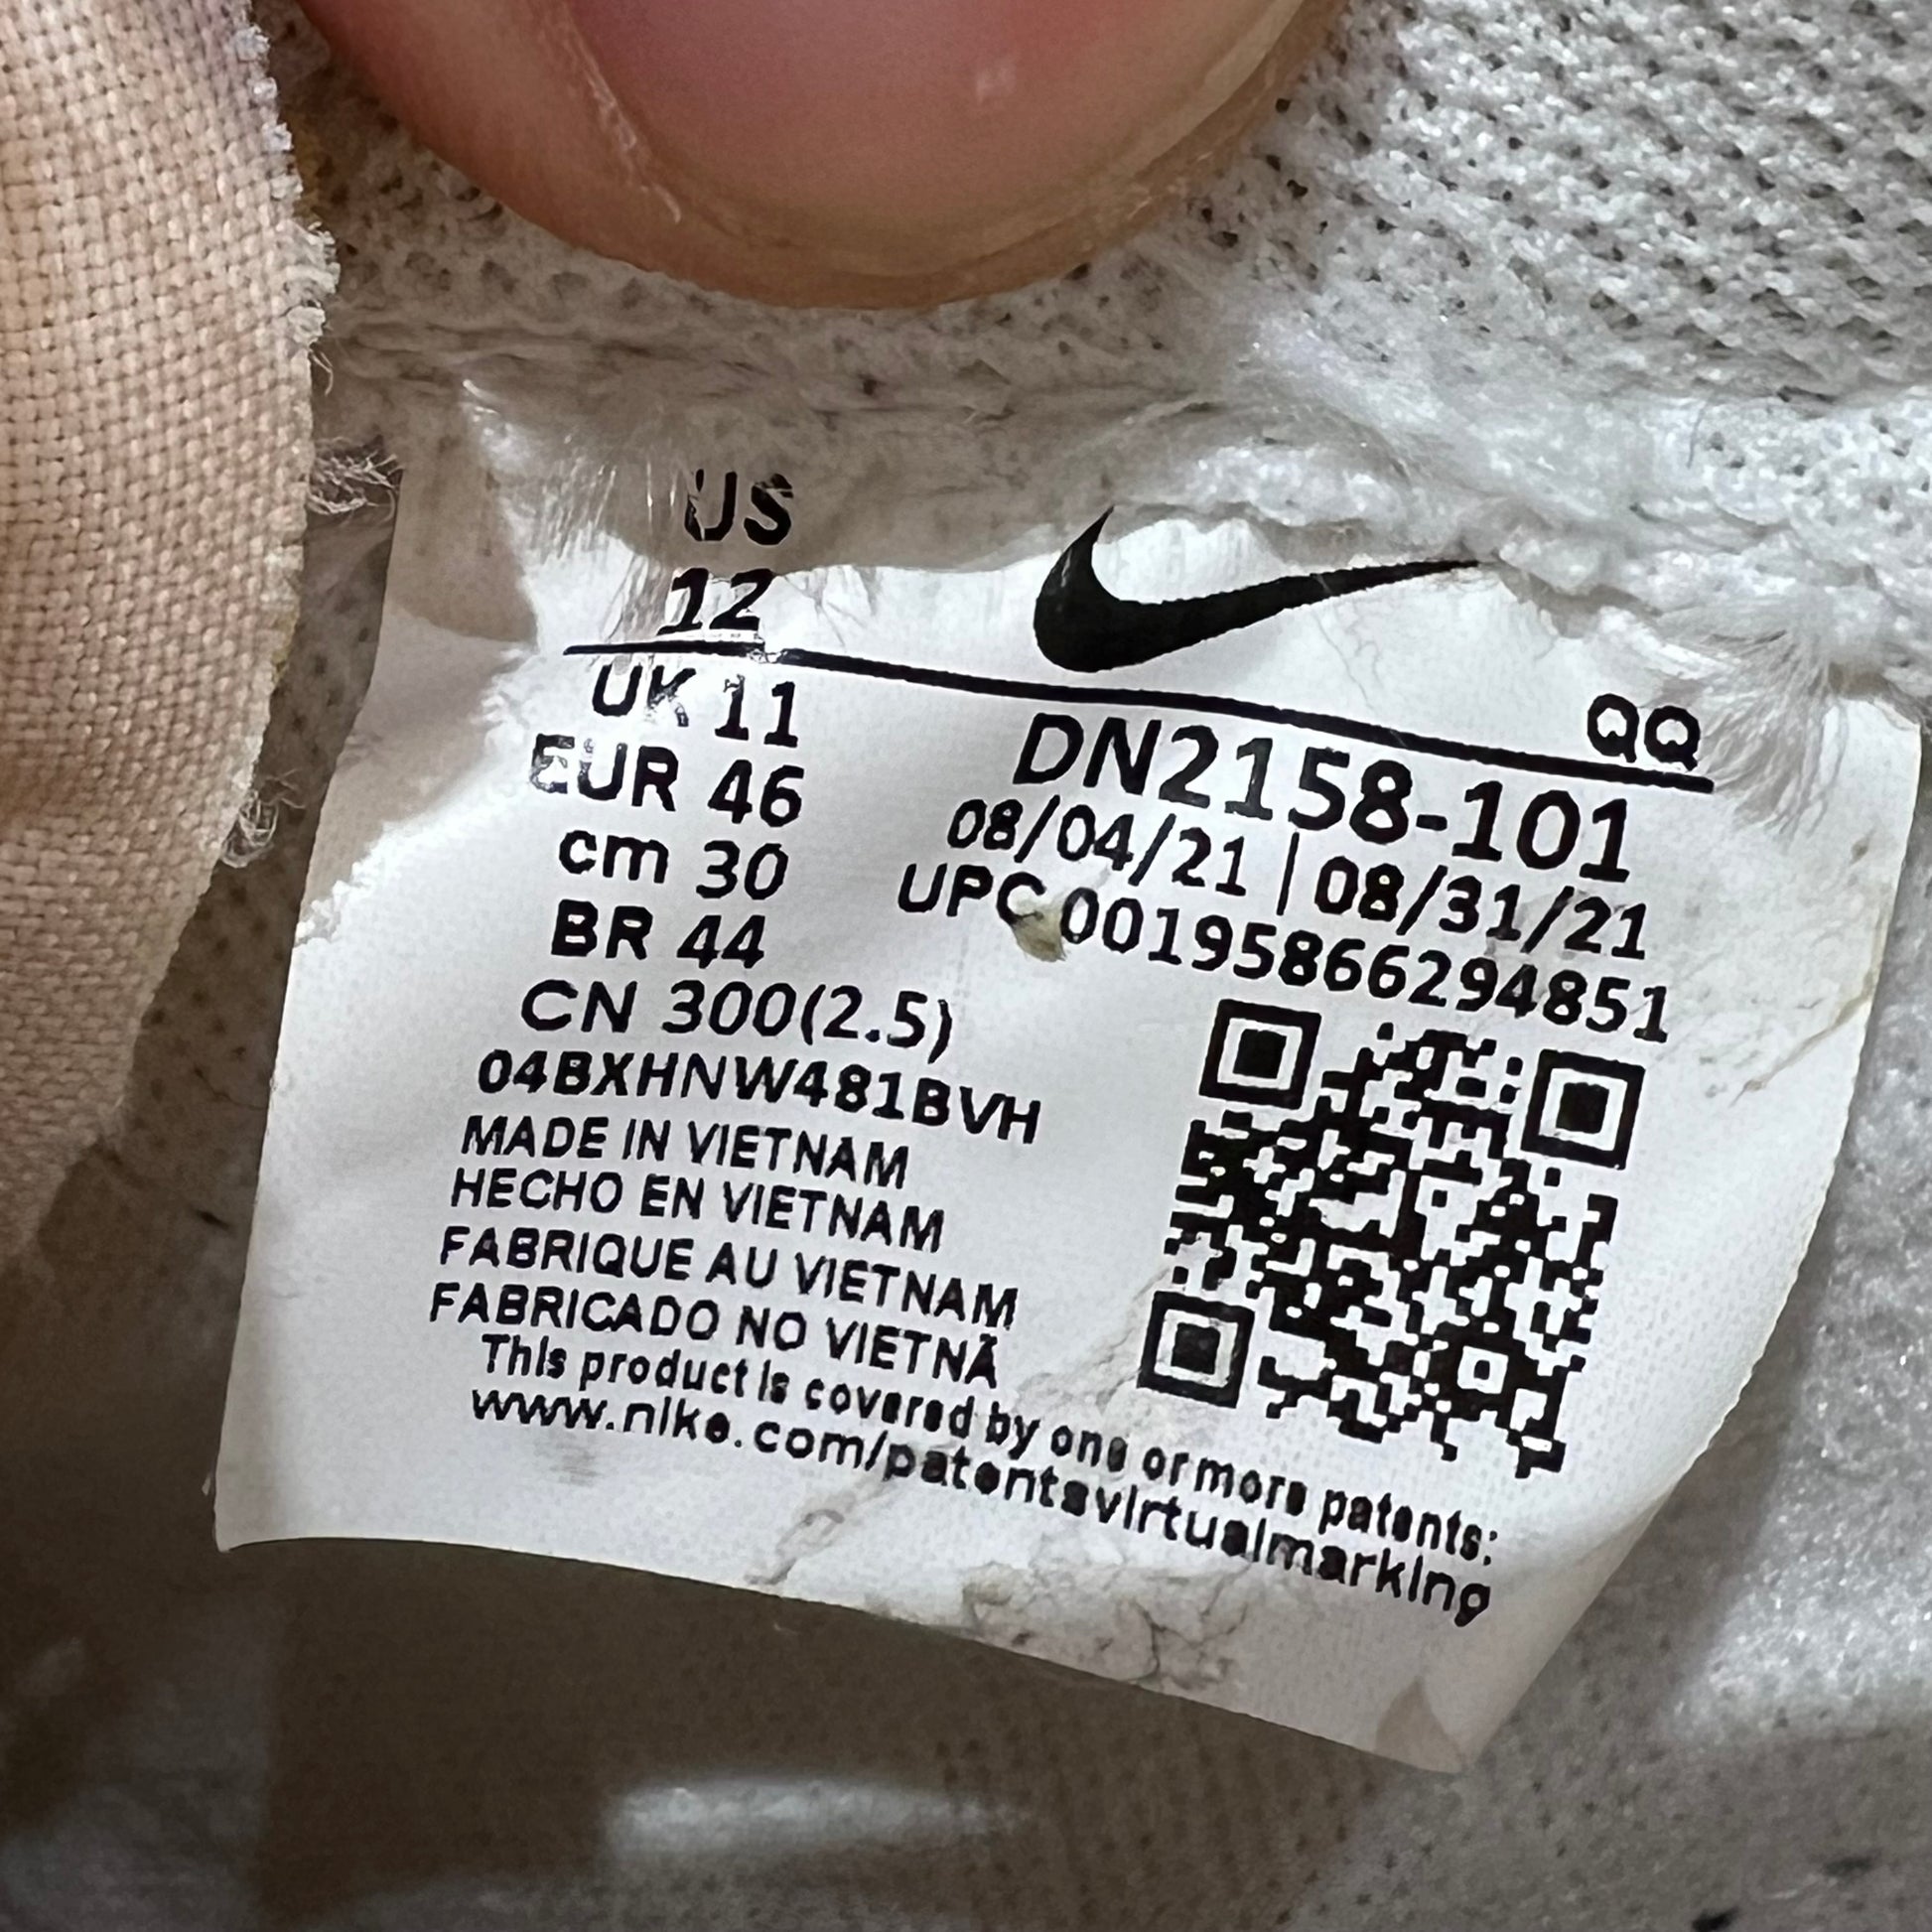 US
12
UK 11
EUR 46
cm 30
BR 44
CN 300(2.5)
QQ
DN2158-101
08/04/21 | 08/31/21
UPC 00195866294851
04BXHNW481BVH
MADE IN VIETNAM
HECHO EN VIETNAM
FABRIQUE AU VIETNAM
FABRICADO NO VIETNÃ
This product is covered by one or more patents:
www.nike.com/patentsvirtualmarking